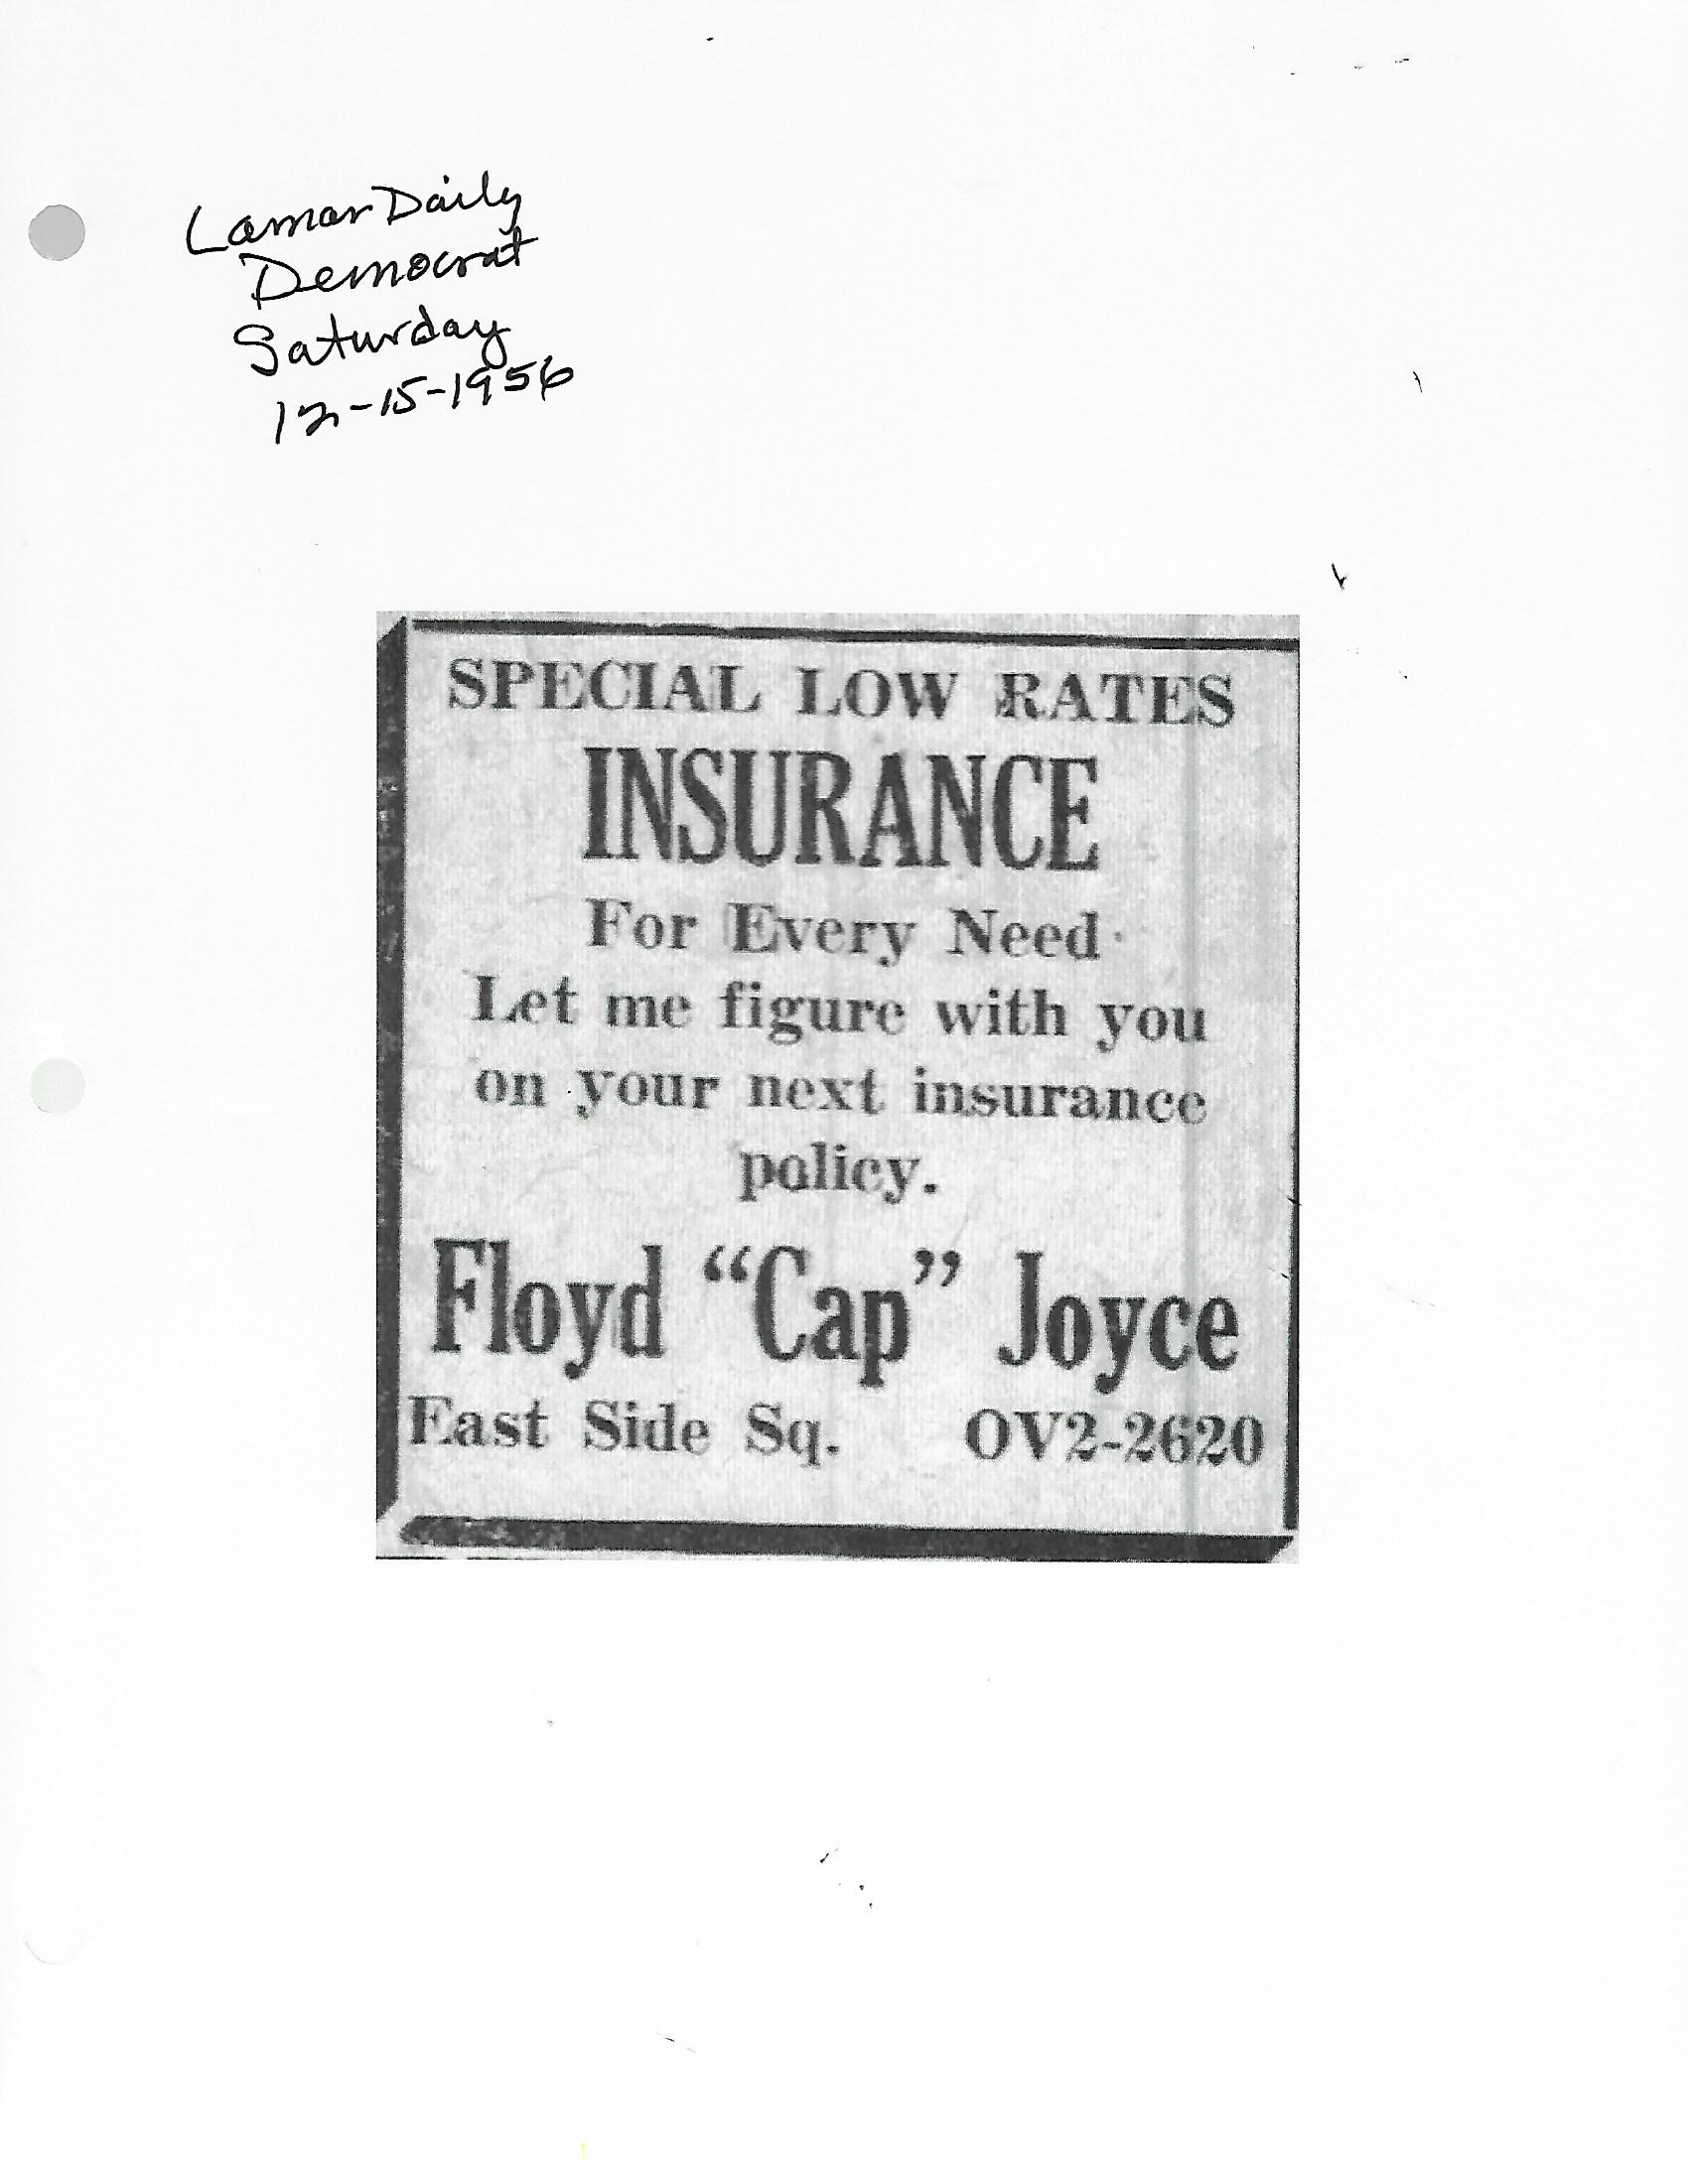 Lamar Daily
Democrat
Saturday
12-15-1956
SPECIAL LOW RATES
INSURANCE
For Every Need
Let me figure with you
on your next insurance
policy.
Floyd “Cap” Joyce
East Side Sq. OV2-2620